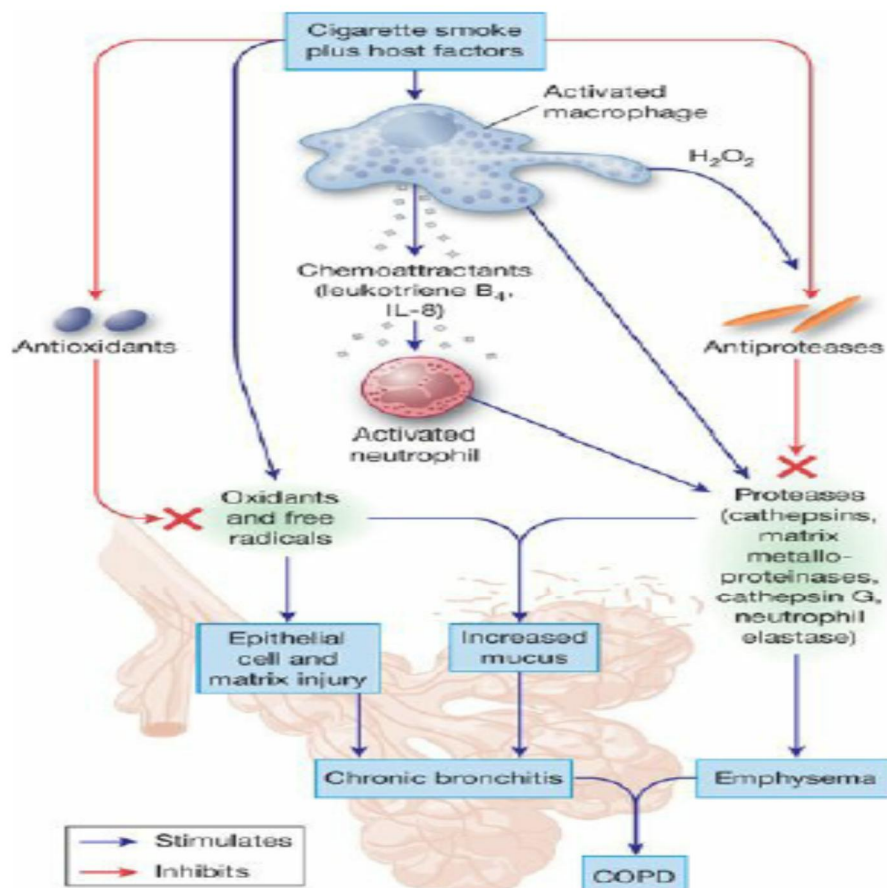 Cigarette smoke
plus host factors
Activated
macrophage
H₂O₂
Chemoattractants
(leukotriene B₄,
IL-8)
Antioxidants
Antiproteases
Activated
neutrophil
Oxidants
and free
radicals
Proteases
(cathepsins,
matrix
metallo-
proteinases,
cathepsin G,
neutrophil
elastase)
Epithelial
cell and
matrix injury
Increased
mucus
Chronic bronchitis
Emphysema
Stimulates
Inhibits
COPD